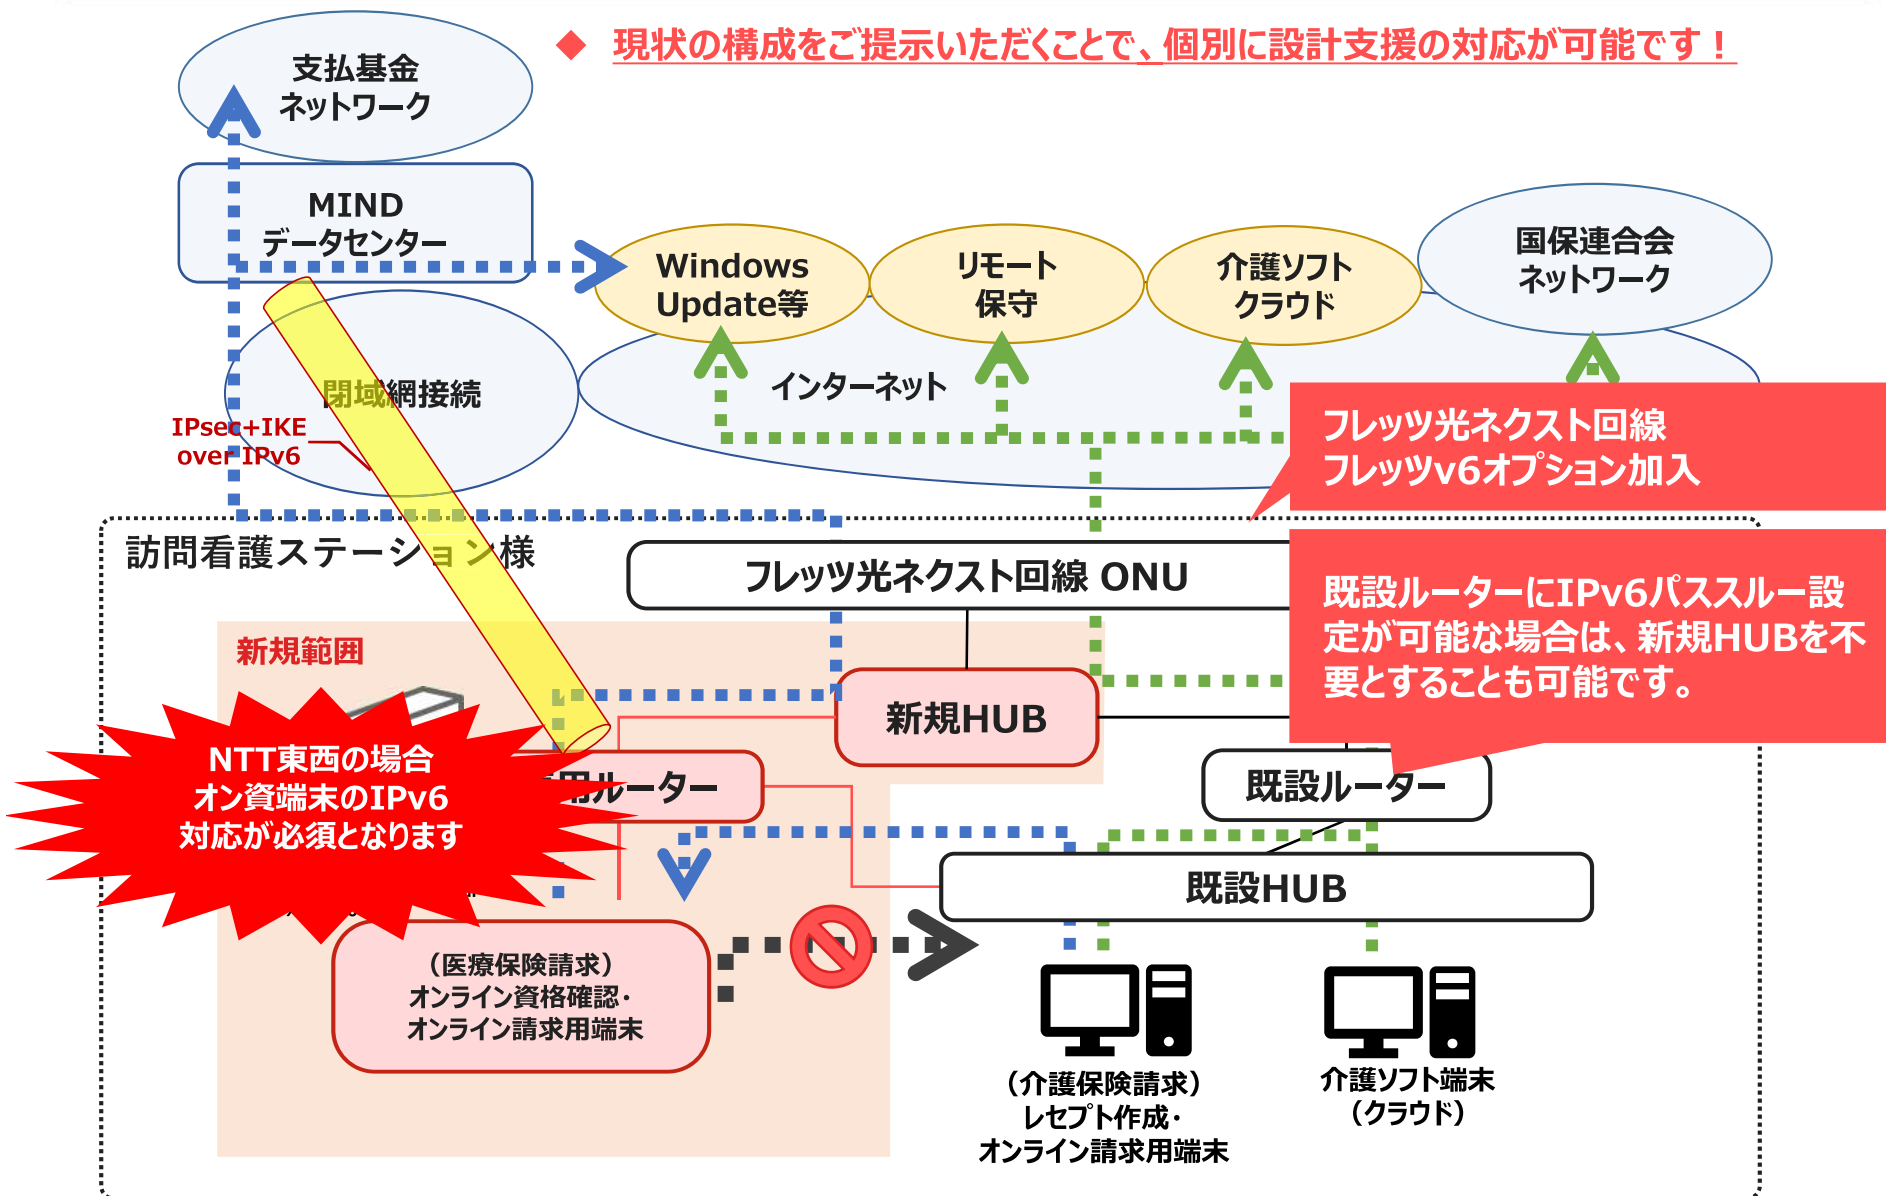 ◆ 現状の構成をご提示いただくことで、個別に設計支援の対応が可能です！
支払基金
ネットワーク
MIND
データセンター
Windows
Update等
リモート
保守
介護ソフト
クラウド
国保連合会
ネットワーク
インターネット
閉域網接続
IPsec+IKE
over IPv6
フレッツ光ネクスト回線
フレッツv6オプション加入
訪問看護ステーション様
フレッツ光ネクスト回線 ONU
既設ルーターにIPv6パススルー設
定が可能な場合は、新規HUBを不
要とすることも可能です。
新規範囲
新規HUB
NTT東西の場合
オン資端末のIPv6
対応が必須となります
用ルーター
既設ルーター
既設HUB
（医療保険請求）
オンライン資格確認・
オンライン請求用端末
（介護保険請求）
レセプト作成・
オンライン請求用端末
介護ソフト端末
（クラウド）